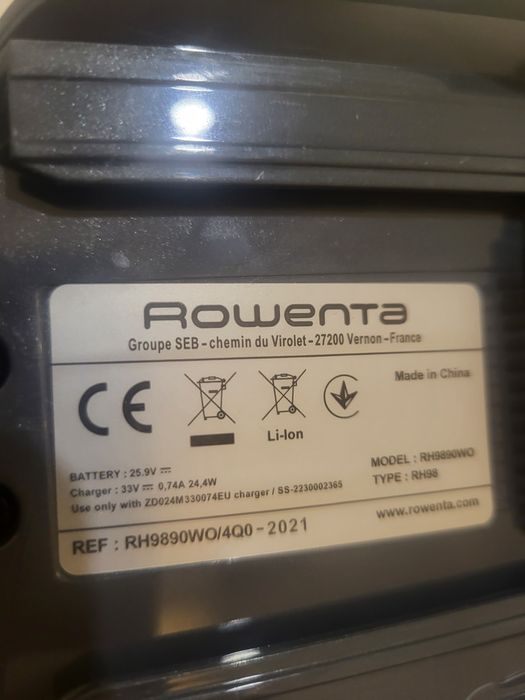 Rowenta
Groupe SEB - chemin du Virolet - 27200 Vernon - France
CE
Made in China
Li-Ion
BATTERY : 25.9V
Charger : 33V 0,74A 24,4W
Use only with ZD024M330074EU charger / SS-2230002365
MODEL : RH9890WO
TYPE : RH98
www.rowenta.com
REF : RH9890WO/4Q0 - 2021